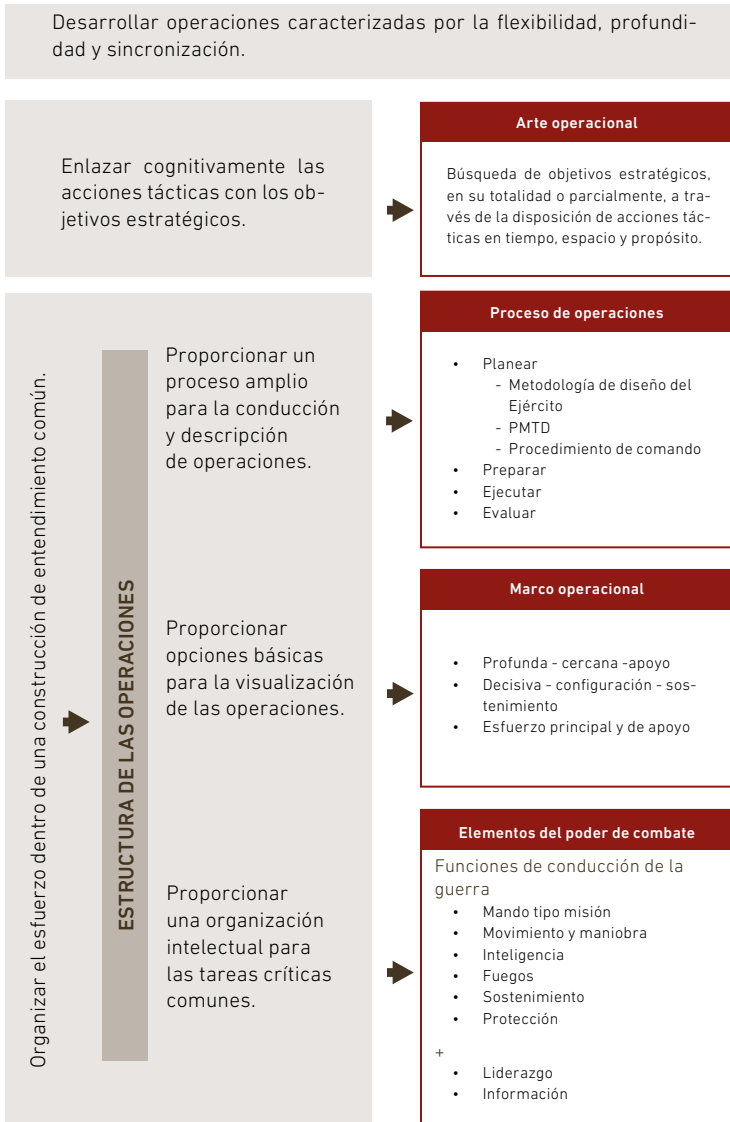 Desarrollar operaciones caracterizadas por la flexibilidad, profundi-
dad y sincronización.
Enlazar cognitivamente las
acciones tácticas con los ob-
jetivos estratégicos.
Arte operacional
Búsqueda de objetivos estratégicos,
en su totalidad o parcialmente, a tra-
vés de la disposición de acciones tác-
ticas en tiempo, espacio y propósito.
Organizar el esfuerzo dentro de una construcción de entendimiento común.
ESTRUCTURA DE LAS OPERACIONES
Proporcionar un
proceso amplio
para la conducción
y descripción
de operaciones.
Proceso de operaciones
• Planear
- Metodología de diseño del
Ejército
- PMTD
- Procedimiento de comando
• Preparar
• Ejecutar
• Evaluar
Proporcionar
opciones básicas
para la visualización
de las operaciones.
Marco operacional
• Profunda - cercana -apoyo
• Decisiva - configuración - sos-
tenimiento
• Esfuerzo principal y de apoyo
Proporcionar
una organización
intelectual para
las tareas críticas
comunes.
Elementos del poder de combate
Funciones de conducción de la
guerra
• Mando tipo misión
• Movimiento y maniobra
• Inteligencia
• Fuegos
• Sostenimiento
• Protección
+
• Liderazgo
• Información